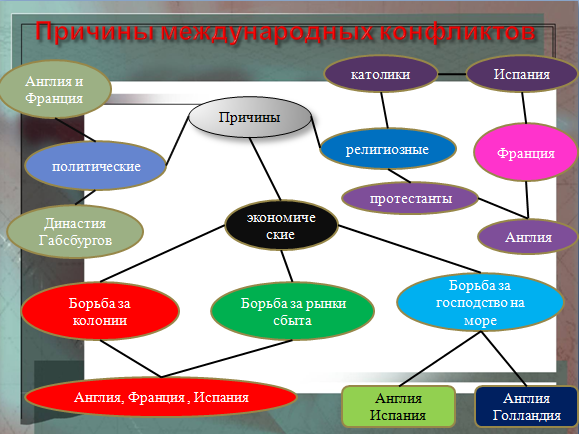 Причины международных конфликтов
католики
Испания
Англия и
Франция
Причины
религиозные
Франция
политические
протестанты
Династия
Габсбургов
экономиче
ские
Англия
Борьба за
колонии
Борьба за рынки
сбыта
Борьба за
господство на
море
Англия, Франция , Испания
Англия
Испания
Англия
Голландия